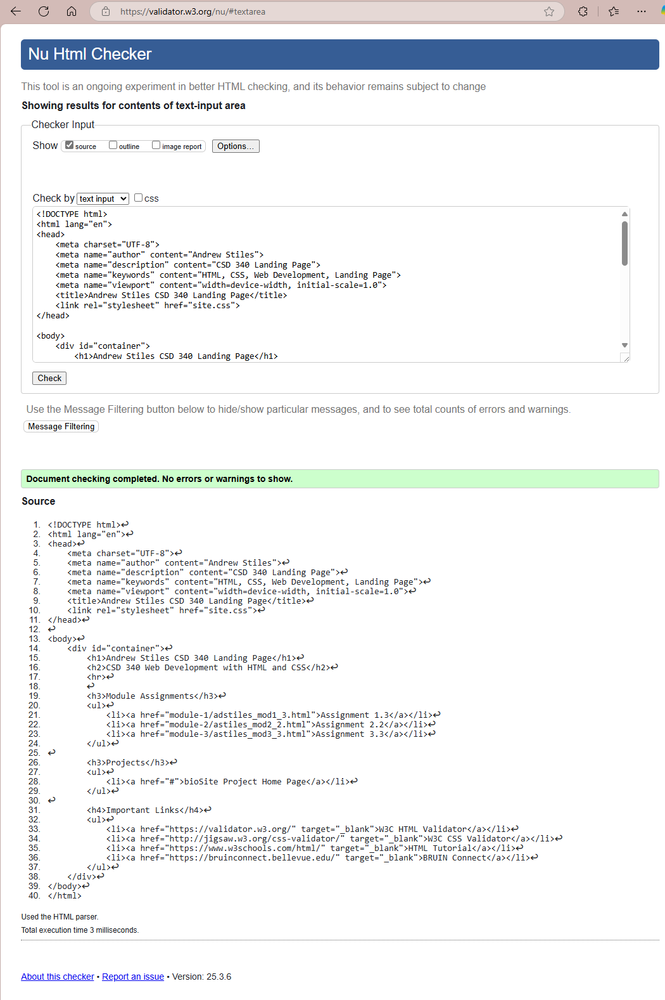 https://validator.w3.org/nu/#textarea
Nu Html Checker
This tool is an ongoing experiment in better HTML checking, and its behavior remains subject to change
Showing results for contents of text-input area
Checker Input
Show source outline image report Options...
Check by text input css
<!DOCTYPE html>
<html lang="en">
<head>
    <meta charset="UTF-8">
    <meta name="author" content="Andrew Stiles">
    <meta name="description" content="CSD 340 Landing Page">
    <meta name="keywords" content="HTML, CSS, Web Development, Landing Page">
    <meta name="viewport" content="width=device-width, initial-scale=1.0">
    <title>Andrew Stiles CSD 340 Landing Page</title>
    <link rel="stylesheet" href="site.css">
</head>
<body>
    <div id="container">
        <h1>Andrew Stiles CSD 340 Landing Page</h1>
Check
Use the Message Filtering button below to hide/show particular messages, and to see total counts of errors and warnings.
Message Filtering
Document checking completed. No errors or warnings to show.
Source
1. <!DOCTYPE html>↩
2. <html lang="en">↩
3. <head>↩
4.     <meta charset="UTF-8">↩
5.     <meta name="author" content="Andrew Stiles">↩
6.     <meta name="description" content="CSD 340 Landing Page">↩
7.     <meta name="keywords" content="HTML, CSS, Web Development, Landing Page">↩
8.     <meta name="viewport" content="width=device-width, initial-scale=1.0">↩
9.     <title>Andrew Stiles CSD 340 Landing Page</title>↩
10.     <link rel="stylesheet" href="site.css">↩
11. </head>↩
12. ↩
13. <body>↩
14.     <div id="container">↩
15.         <h1>Andrew Stiles CSD 340 Landing Page</h1>↩
16.         <h2>CSD 340 Web Development with HTML and CSS</h2>↩
17.         <hr>↩
18.         ↩
19.         <h3>Module Assignments</h3>↩
20.         <ul>↩
21.             <li><a href="module-1/adstiles_mod1_3.html">Assignment 1.3</a></li>↩
22.             <li><a href="module-2/astiles_mod2_2.html">Assignment 2.2</a></li>↩
23.             <li><a href="module-3/astiles_mod3_3.html">Assignment 3.3</a></li>↩
24.         </ul>↩
25. ↩
26.         <h3>Projects</h3>↩
27.         <ul>↩
28.             <li><a href="#">bioSite Project Home Page</a></li>↩
29.         </ul>↩
30. ↩
31.         <h4>Important Links</h4>↩
32.         <ul>↩
33.             <li><a href="https://validator.w3.org/" target="_blank">W3C HTML Validator</a></li>↩
34.             <li><a href="http://jigsaw.w3.org/css-validator/" target="_blank">W3C CSS Validator</a></li>↩
35.             <li><a href="https://www.w3schools.com/html/" target="_blank">HTML Tutorial</a></li>↩
36.             <li><a href="https://bruinconnect.bellevue.edu/" target="_blank">BRUIN Connect</a></li>↩
37.         </ul>↩
38.     </div>↩
39. </body>↩
40. </html>
Used the HTML parser.
Total execution time 3 milliseconds.
About this checker • Report an issue • Version: 25.3.6